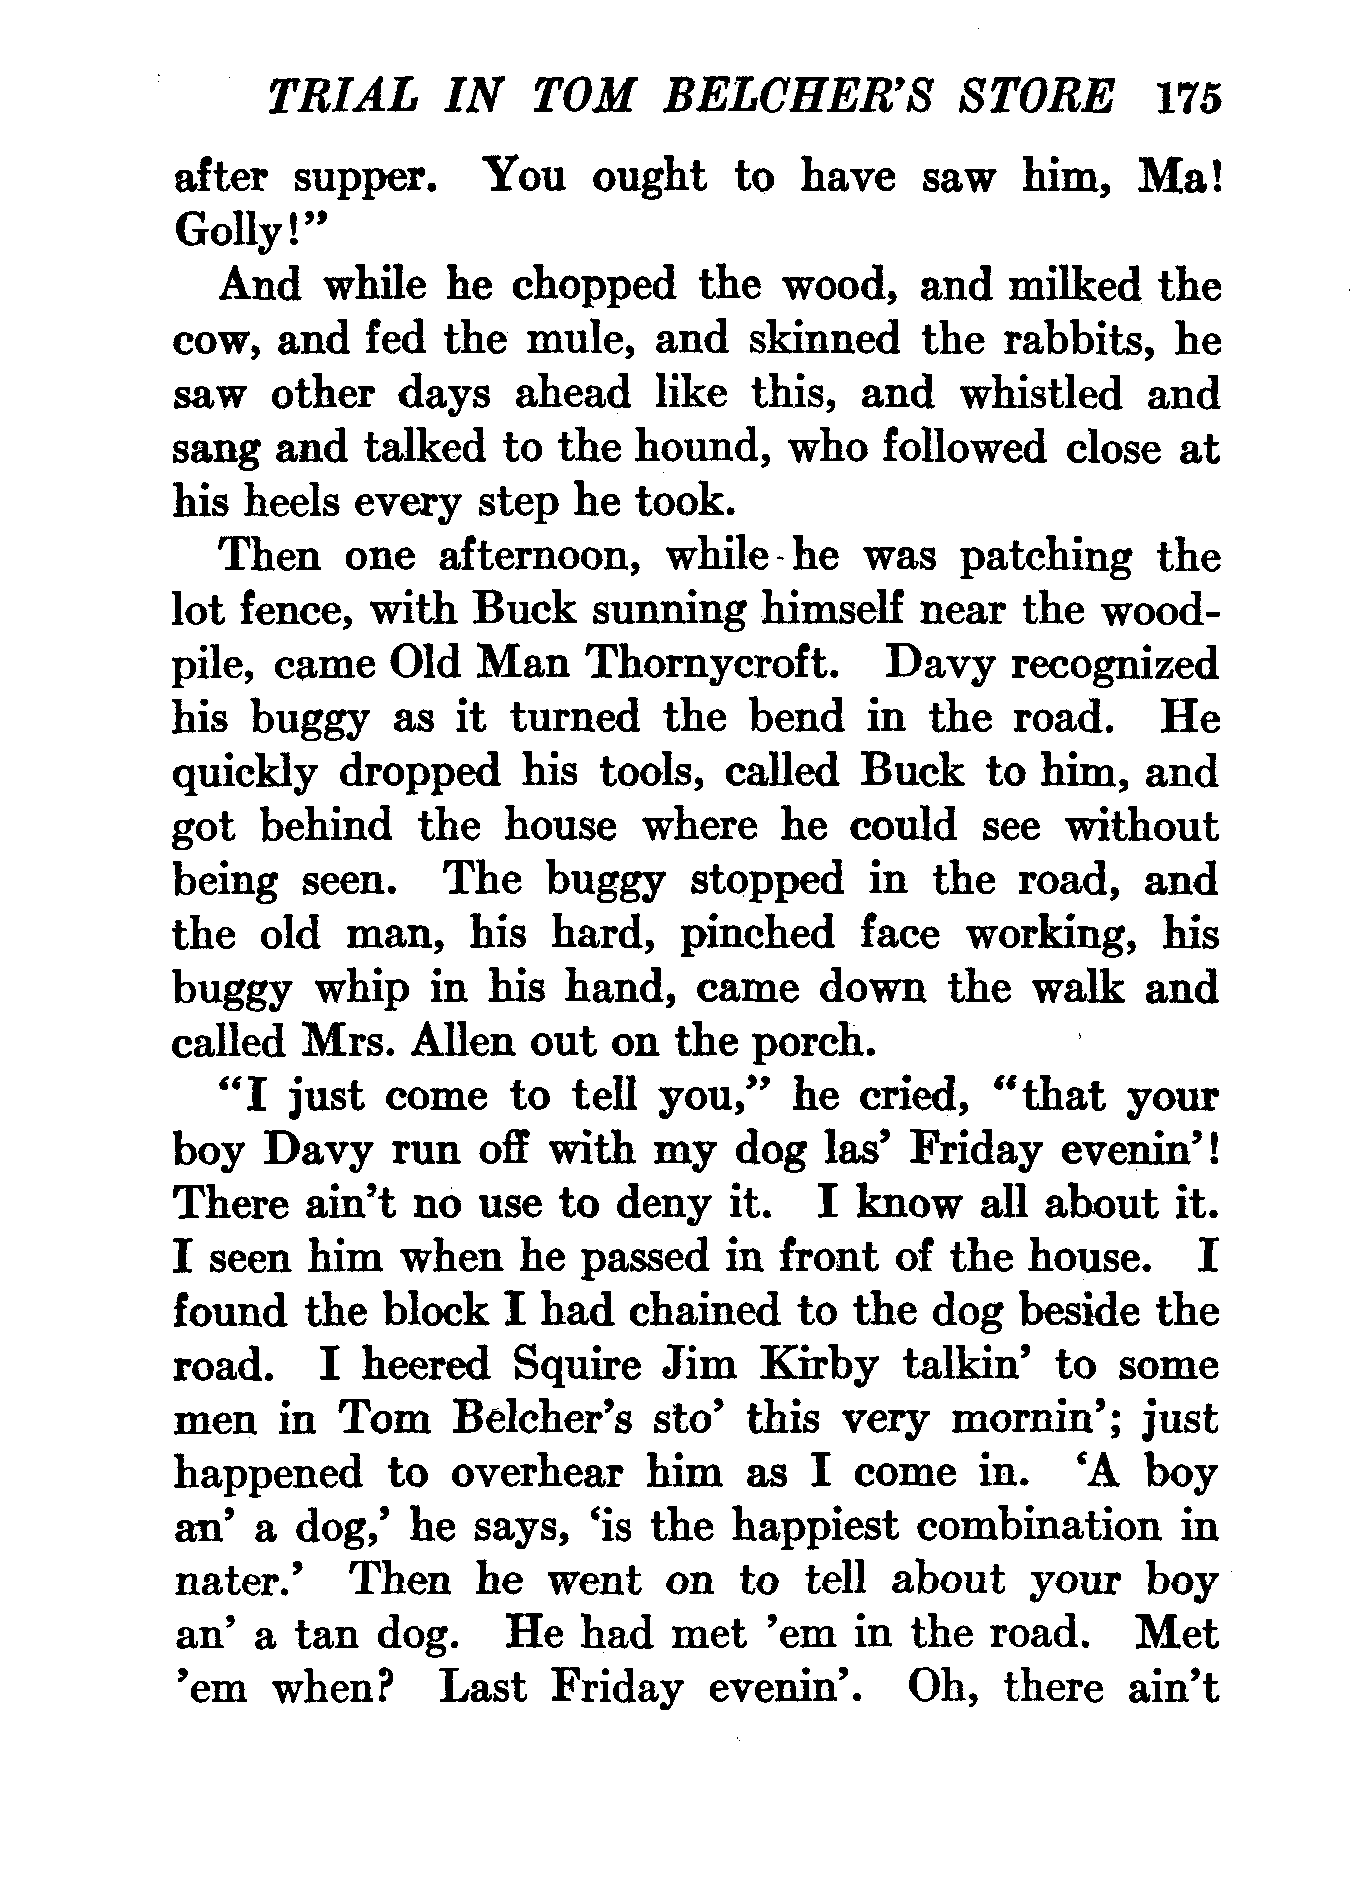 TRIAL IN TOM BELCHER'S STORE 175
after supper. You ought to have saw him, Ma!
Golly!”
And while he chopped the wood, and milked the
cow, and fed the mule, and skinned the rabbits, he
saw other days ahead like this, and whistled and
sang and talked to the hound, who followed close at
his heels every step he took.
Then one afternoon, while he was patching the
lot fence, with Buck sunning himself near the wood-
pile, came Old Man Thornycroft. Davy recognized
his buggy as it turned the bend in the road. He
quickly dropped his tools, called Buck to him, and
got behind the house where he could see without
being seen. The buggy stopped in the road, and
the old man, his hard, pinched face working, his
buggy whip in his hand, came down the walk and
called Mrs. Allen out on the porch.
“I just come to tell you,” he cried, “that your
boy Davy run off with my dog las’ Friday evenin’!
There ain’t no use to deny it. I know all about it.
I seen him when he passed in front of the house. I
found the block I had chained to the dog beside the
road. I heered Squire Jim Kirby talkin’ to some
men in Tom Belcher’s sto’ this very mornin’; just
happened to overhear him as I come in. ‘A boy
an’ a dog,’ he says, ‘is the happiest combination in
nater.’ Then he went on to tell about your boy
an’ a tan dog. He had met ’em in the road. Met
’em when? Last Friday evenin’. Oh, there ain’t